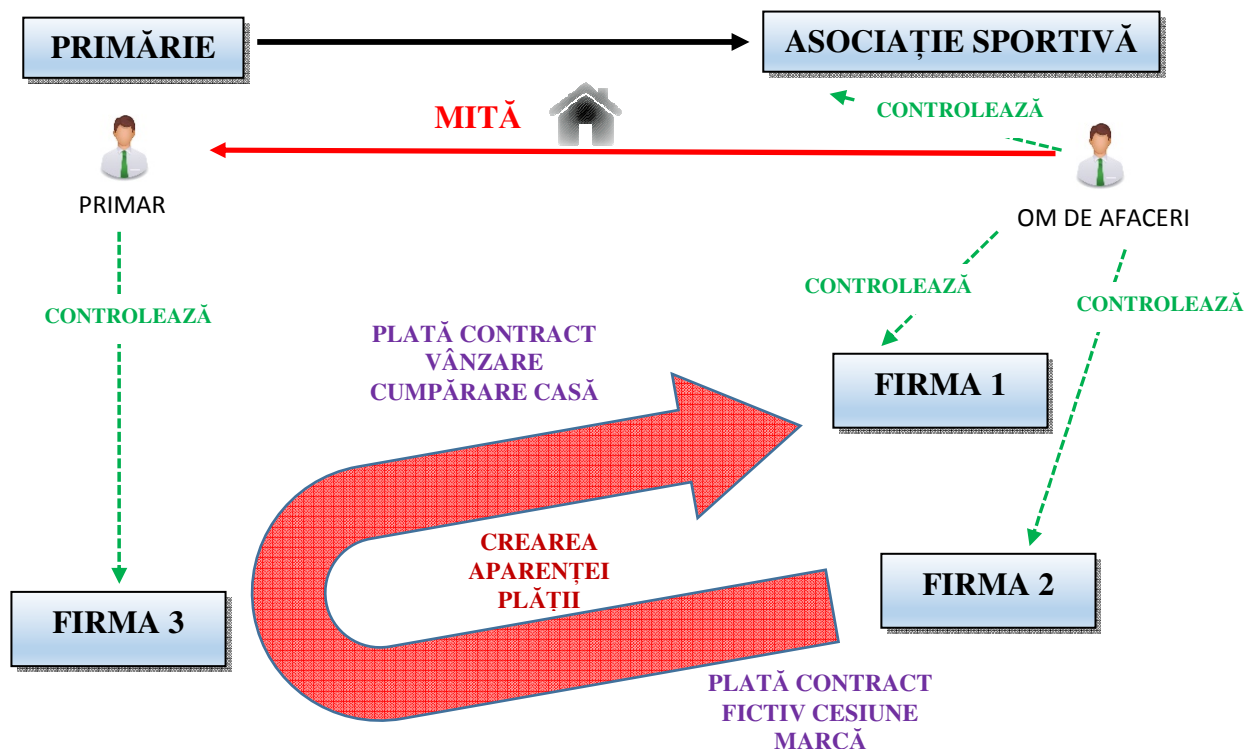 PRIMĂRIE
ASOCIAȚIE SPORTIVĂ
CONTROLEAZĂ
MITĂ
PRIMAR
OM DE AFACERI
CONTROLEAZĂ
CONTROLEAZĂ
CONTROLEAZĂ
PLATĂ CONTRACT
VÂNZARE
CUMPĂRARE CASĂ
FIRMA 1
CREAREA
APARENȚEI
PLĂȚII
FIRMA 2
FIRMA 3
PLATĂ CONTRACT
FICTIV CESIUNE
MARCĂ